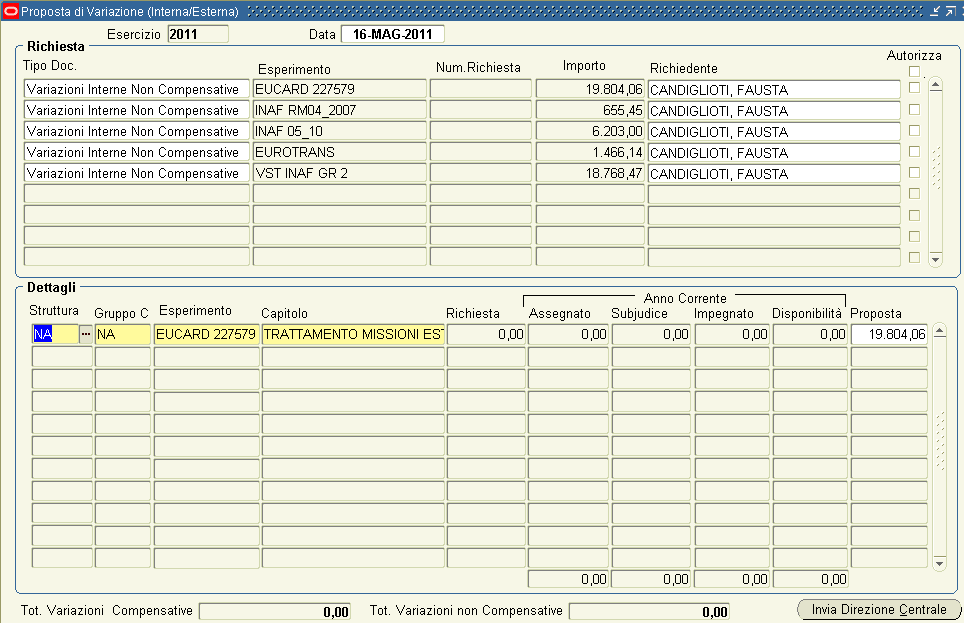 Proposta di Variazione (Interna/Esterna)
Esercizio 2011 Data 16-MAG-2011
Richiesta
Autorizza
Tipo Doc. Esperimento Num.Richiesta Importo Richiedente
Variazioni Interne Non Compensative EUCARD 227579 19.804,06 CANDIGLIOTI, FAUSTA
Variazioni Interne Non Compensative INAF RM04_2007 655,45 CANDIGLIOTI, FAUSTA
Variazioni Interne Non Compensative INAF 05_10 6.203,00 CANDIGLIOTI, FAUSTA
Variazioni Interne Non Compensative EUROTRANS 1.466,14 CANDIGLIOTI, FAUSTA
Variazioni Interne Non Compensative VST INAF GR 2 18.768,47 CANDIGLIOTI, FAUSTA
Dettagli
Anno Corrente
Struttura Gruppo C Esperimento Capitolo Richiesta Assegnato Subjudice Impegnato Disponibilità Proposta
NA ... NA EUCARD 227579 TRATTAMENTO MISSIONI EST 0,00 0,00 0,00 0,00 0,00 19.804,06
0,00 0,00 0,00 0,00
Tot. Variazioni Compensative 0,00 Tot. Variazioni non Compensative 0,00 Invia Direzione Centrale